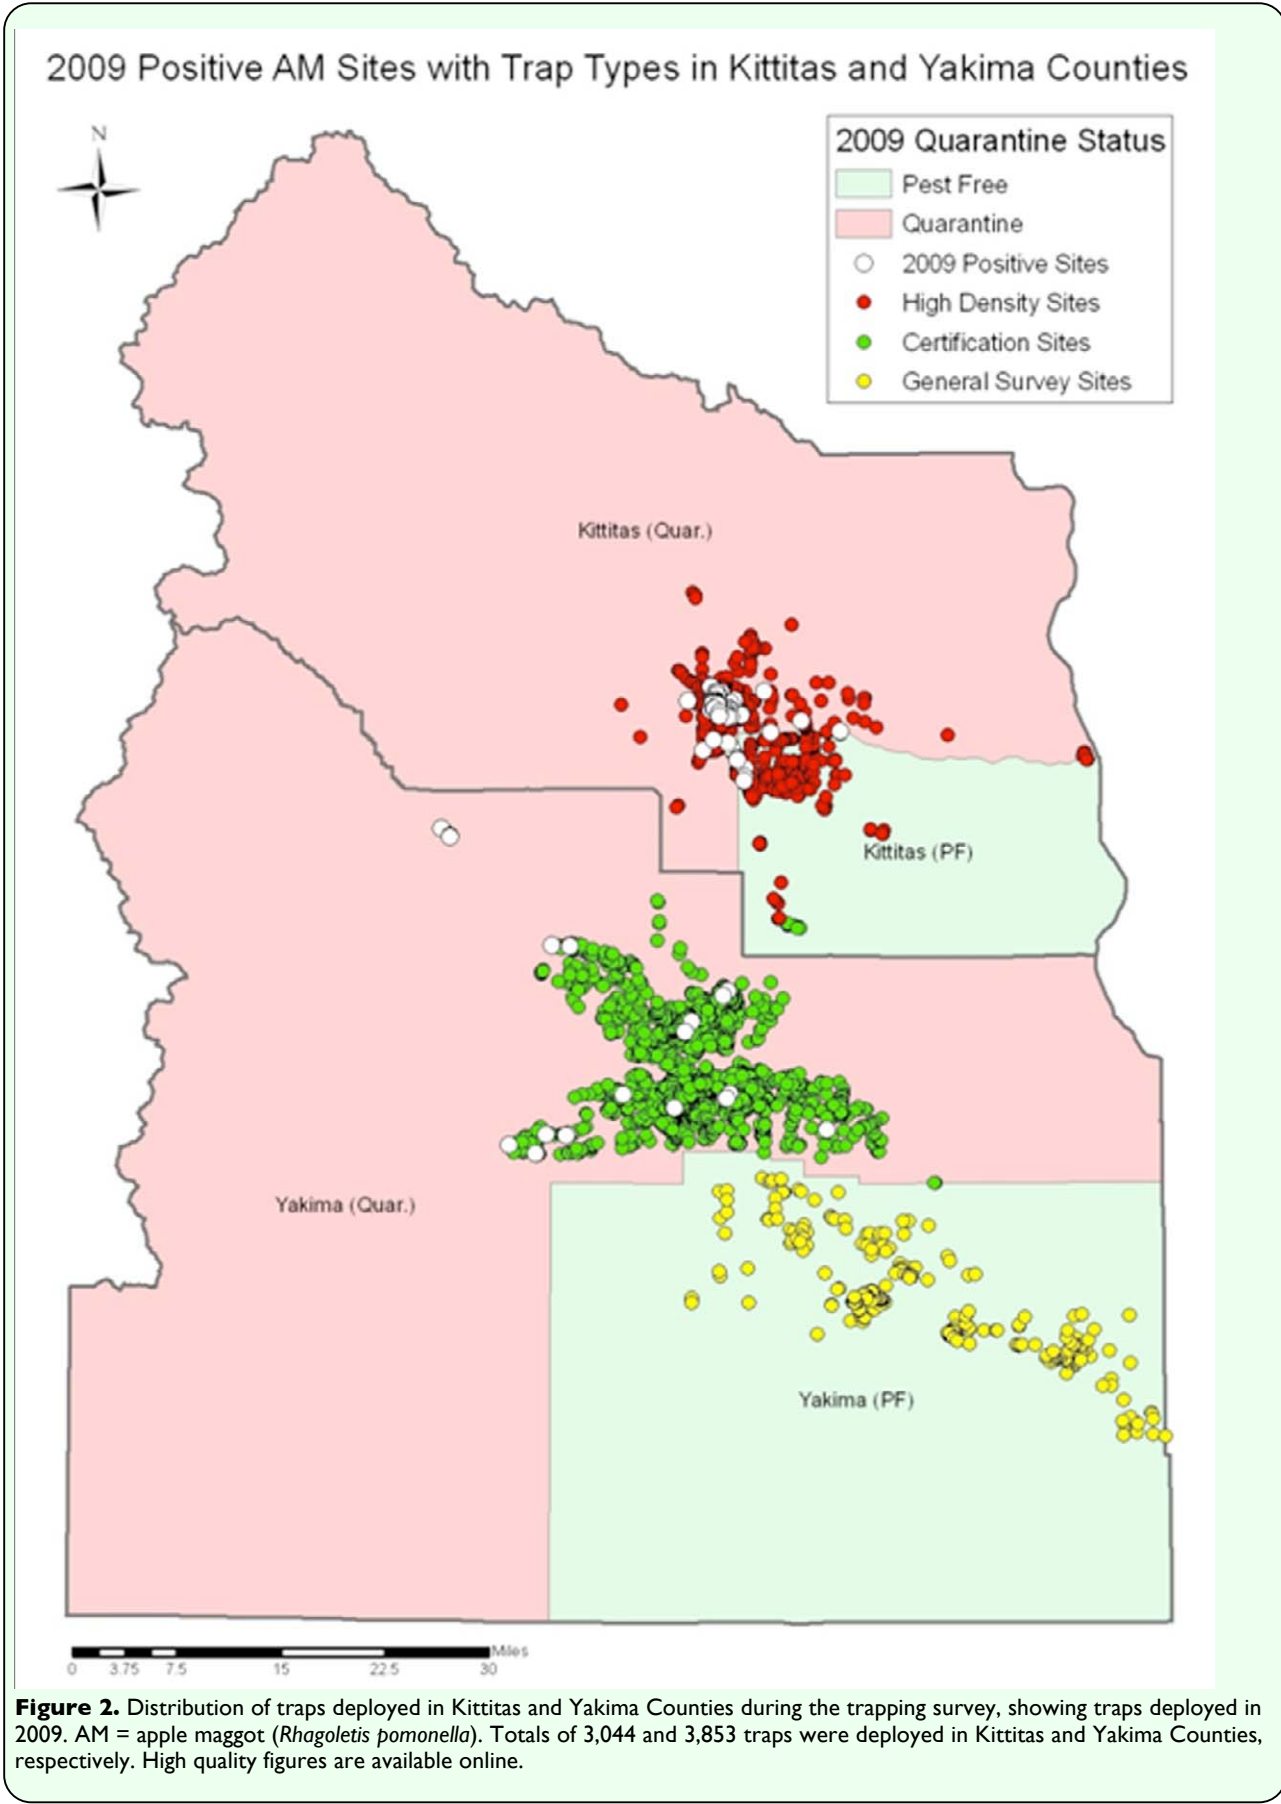 2009 Positive AM Sites with Trap Types in Kittitas and Yakima Counties
N
2009 Quarantine Status
Pest Free
Quarantine
2009 Positive Sites
High Density Sites
Certification Sites
General Survey Sites
Kittitas (Quar.)
Kittitas (PF)
Yakima (Quar.)
Yakima (PF)
Miles
0 3.75 7.5 15 22.5 30
Figure 2. Distribution of traps deployed in Kittitas and Yakima Counties during the trapping survey, showing traps deployed in
2009. AM = apple maggot (Rhagoletis pomonella). Totals of 3,044 and 3,853 traps were deployed in Kittitas and Yakima Counties,
respectively. High quality figures are available online.